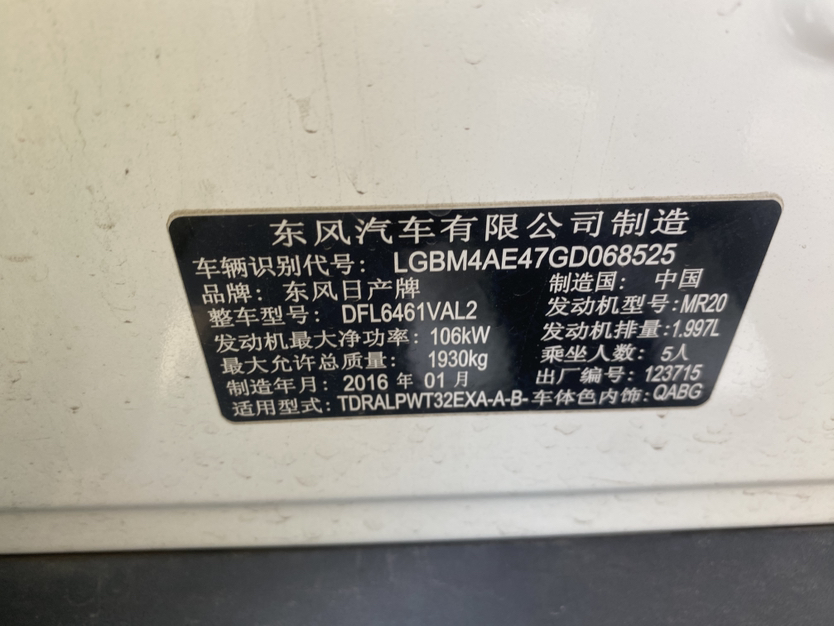 东风汽车有限公司制造
车辆识别代号: LGBM4AE47GD068525
品牌: 东风日产牌 制造国: 中国
整车型号: DFL6461VAL2 发动机型号:MR20
发动机最大净功率: 106kW 发动机排量:1.997L
最大允许总质量: 1930kg 乘坐人数: 5人
制造年月: 2016 年 01 月 出厂编号: 123715
适用型式: TDRALPWT32EXA-A-B- 车体色内饰: QABG